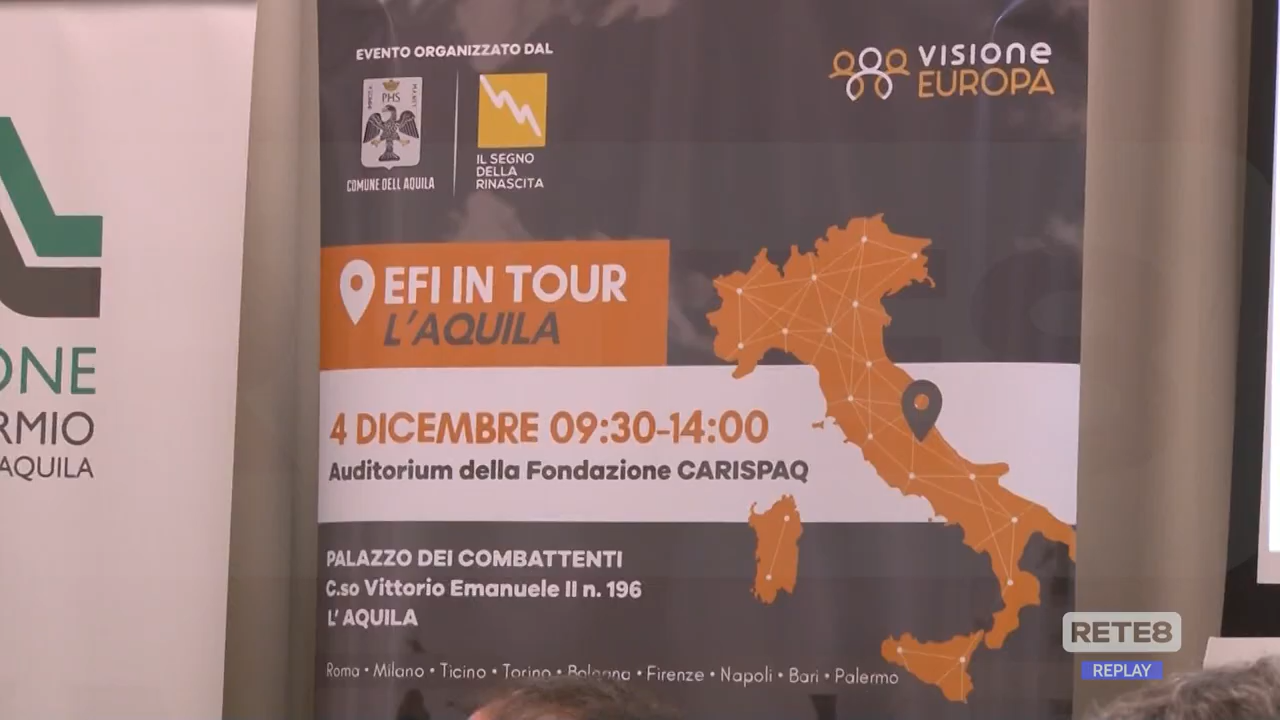 EVENTO ORGANIZZATO DAL
PHS
COMUNE DELL AQUILA
IL SEGNO
DELLA
RINASCITA
VISIONE
EUROPA
EFI IN TOUR
L'AQUILA
4 DICEMBRE 09:30-14:00
Auditorium della Fondazione CARISPAQ
PALAZZO DEI COMBATTENTI
C.so Vittorio Emanuele II n. 196
L' AQUILA
Roma • Milano • Ticino • Torino • Bologna • Firenze • Napoli • Bari • Palermo
ONE
RMIO
AQUILA
RETE8
REPLAY